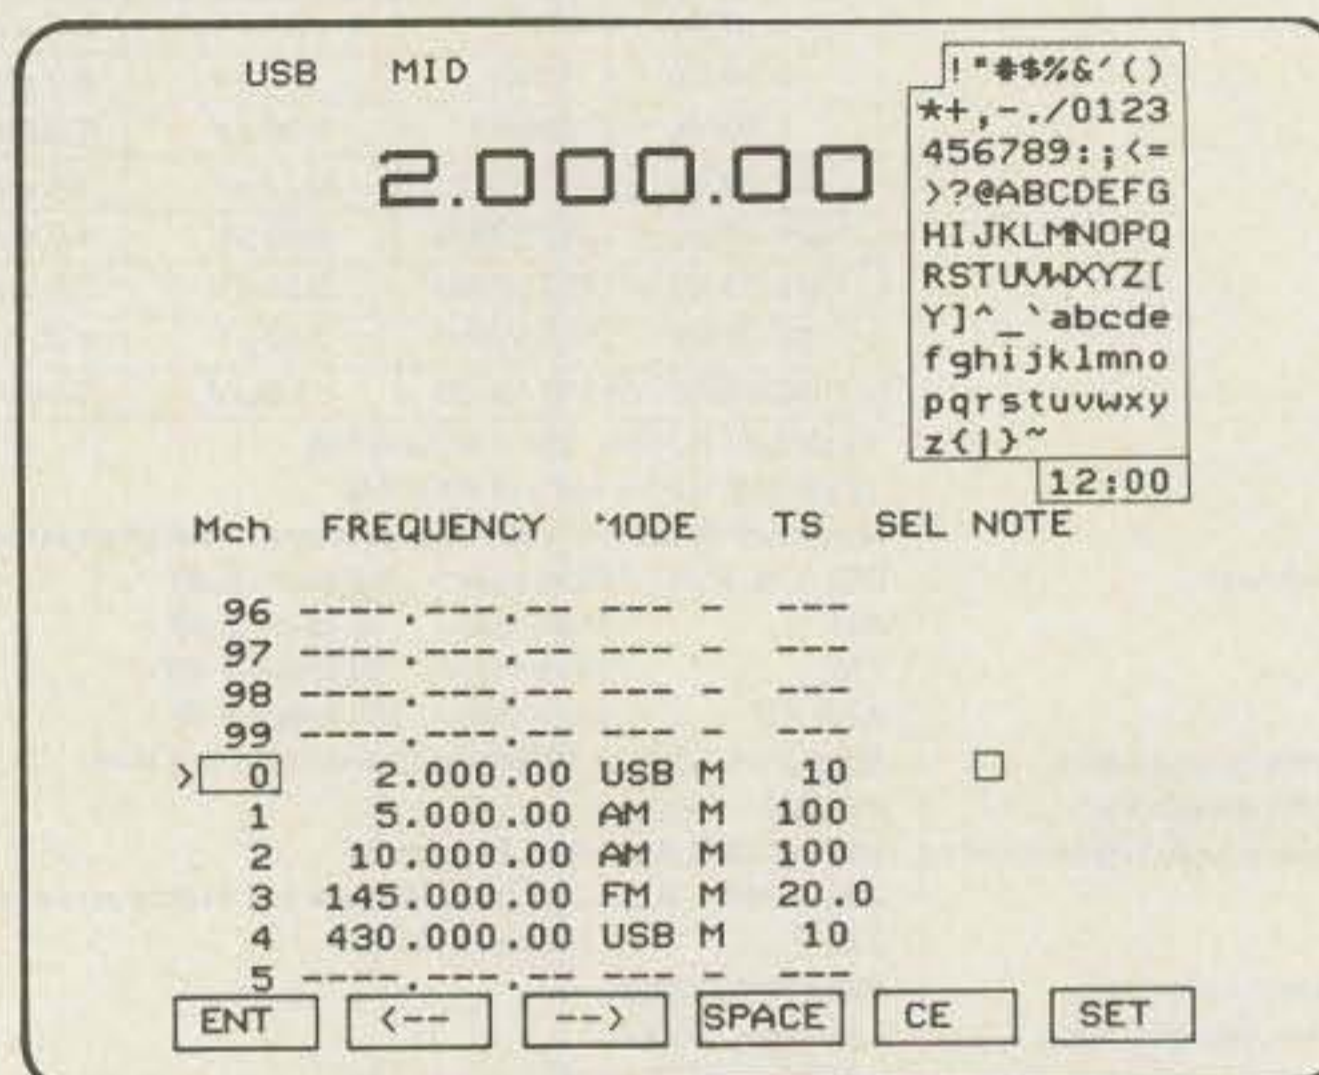 USB MID
2.000.00
!"#$%&´()
*+,-./0123
456789:;<=
>?@ABCDEFG
HIJKLMNOPQ
RSTUVWXYZ[
Y]^_`abcde
fghijklmno
pqrstuvwxy
z{|}~
12:00
Mch FREQUENCY MODE TS SEL NOTE
96 ----.---.-- --- - ---
97 ----.---.-- --- - ---
98 ----.---.-- --- - ---
99 ----.---.-- --- - ---
> 0 2.000.00 USB M 10
1 5.000.00 AM M 100
2 10.000.00 AM M 100
3 145.000.00 FM M 20.0
4 430.000.00 USB M 10
5 ----.---.-- --- - ---
ENT <-- --> SPACE CE SET